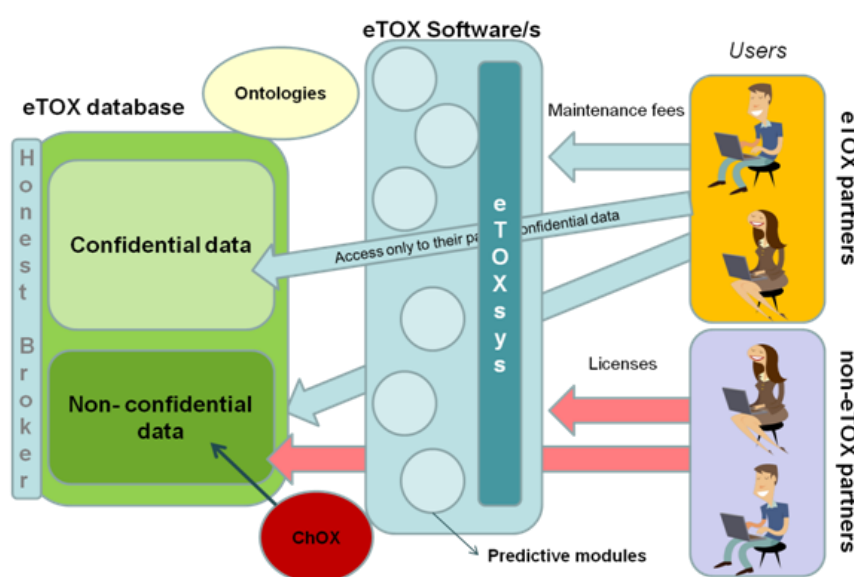 eTOX Software/s
Users
Ontologies
eTOX database
Maintenance fees
eTOX partners
Honest Broker
Confidential data
Access only to their confidential data
eTOXsys
Licenses
non-eTOX partners
Non- confidential
data
ChOX
Predictive modules